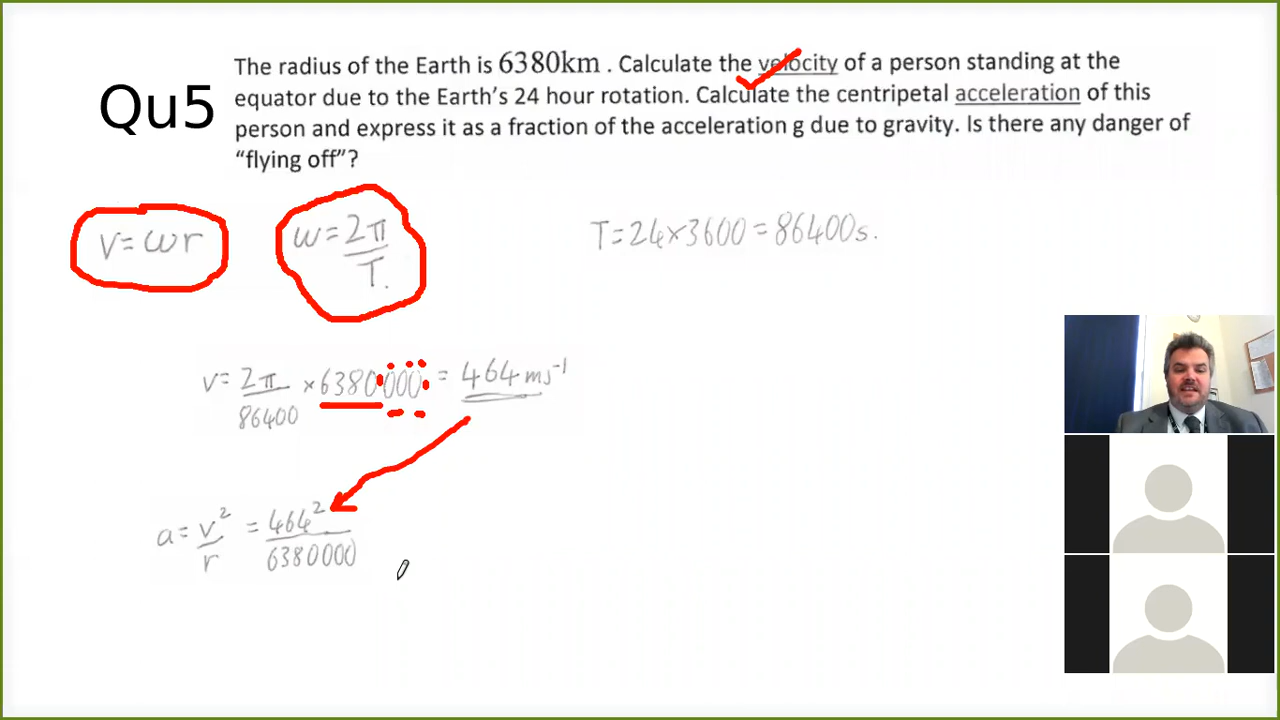 Qu5
The radius of the Earth is 6380km . Calculate the velocity of a person standing at the
equator due to the Earth’s 24 hour rotation. Calculate the centripetal acceleration of this
person and express it as a fraction of the acceleration g due to gravity. Is there any danger of
“flying off”?
v=ωr
ω=2π/T.
T=24×3600=86400s.
v=2π/86400 ×6380000 = 464ms⁻¹
a=v²/r = 464²/6380000